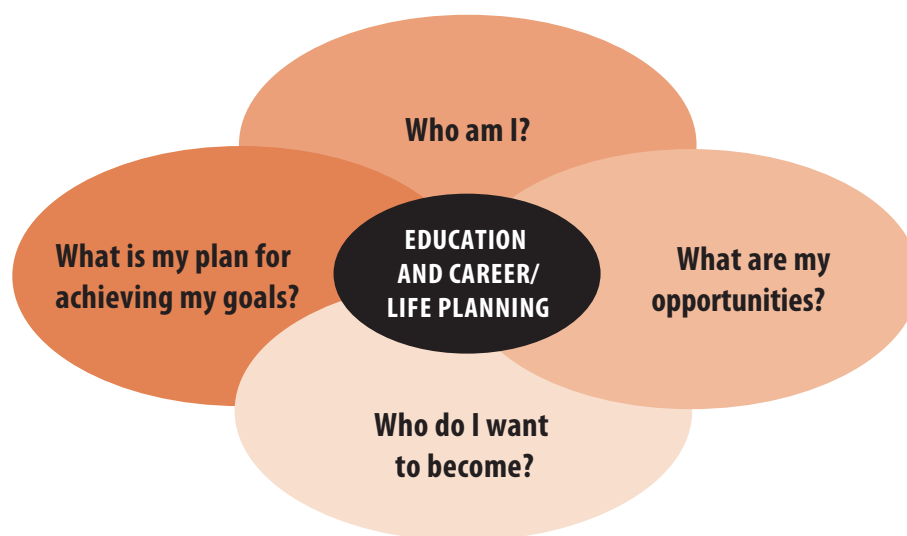 Who am I?
What is my plan for
achieving my goals?
EDUCATION
AND CAREER/
LIFE PLANNING
What are my
opportunities?
Who do I want
to become?